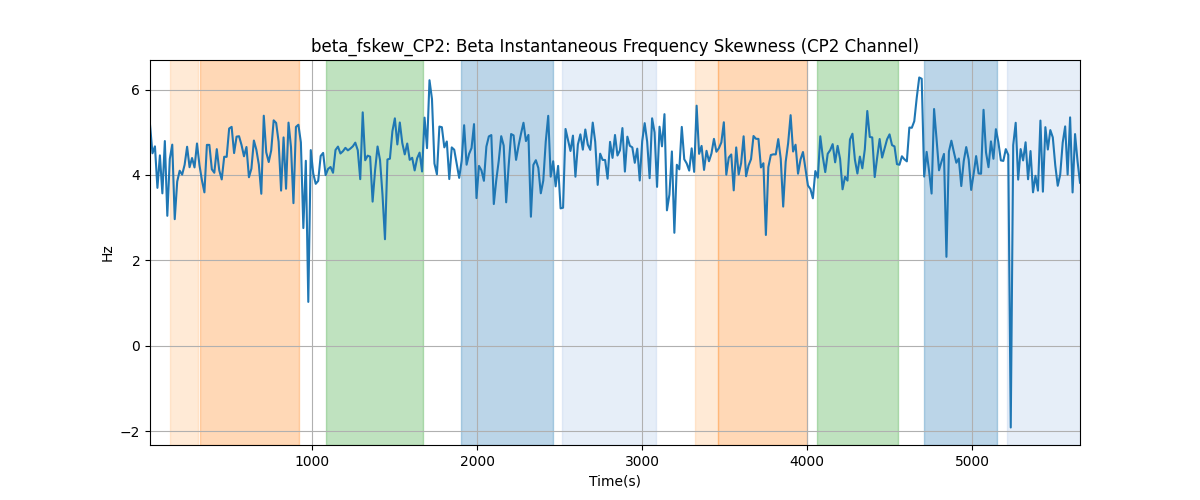 beta_fskew_CP2: Beta Instantaneous Frequency Skewness (CP2 Channel)
6
4
2
0
−2
Hz
1000 2000 3000 4000 5000
Time(s)